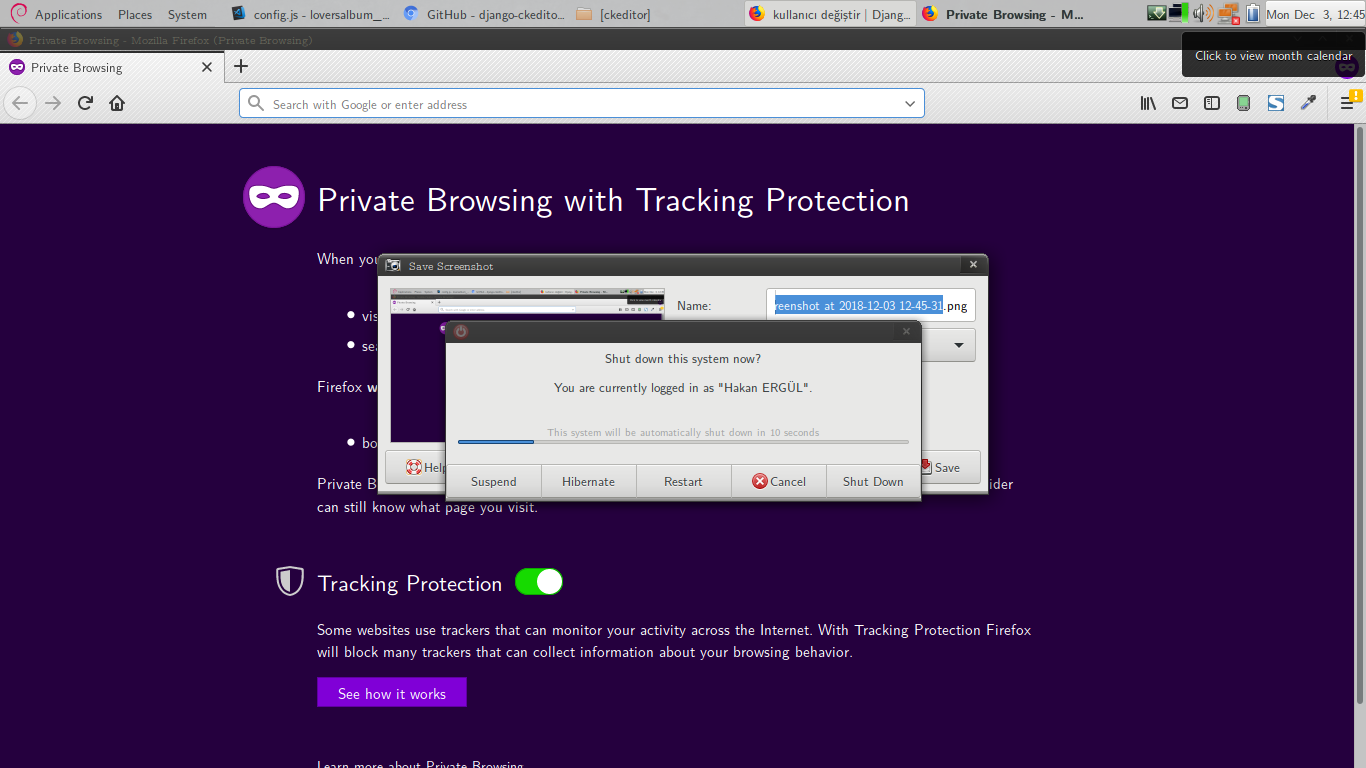 Applications Places System config.js - loversalbum_... GitHub - django-ckedito... [ckeditor] kullanıcı değiştir | Djang... Private Browsing - M... Mon Dec 3, 12:45
Private Browsing - Mozilla Firefox (Private Browsing)
Private Browsing
Click to view month calendar
Search with Google or enter address
Private Browsing with Tracking Protection
When you
Save Screenshot
Name:
reenshot at 2018-12-03 12-45-31.png
vis
sea
Shut down this system now?
Firefox w
You are currently logged in as "Hakan ERGÜL".
This system will be automatically shut down in 10 seconds
bo
Help
Save
Suspend Hibernate Restart Cancel Shut Down
Private B
ider
can still know what page you visit.
Tracking Protection
Some websites use trackers that can monitor your activity across the Internet. With Tracking Protection Firefox
will block many trackers that can collect information about your browsing behavior.
See how it works
Learn more about Private Browsing